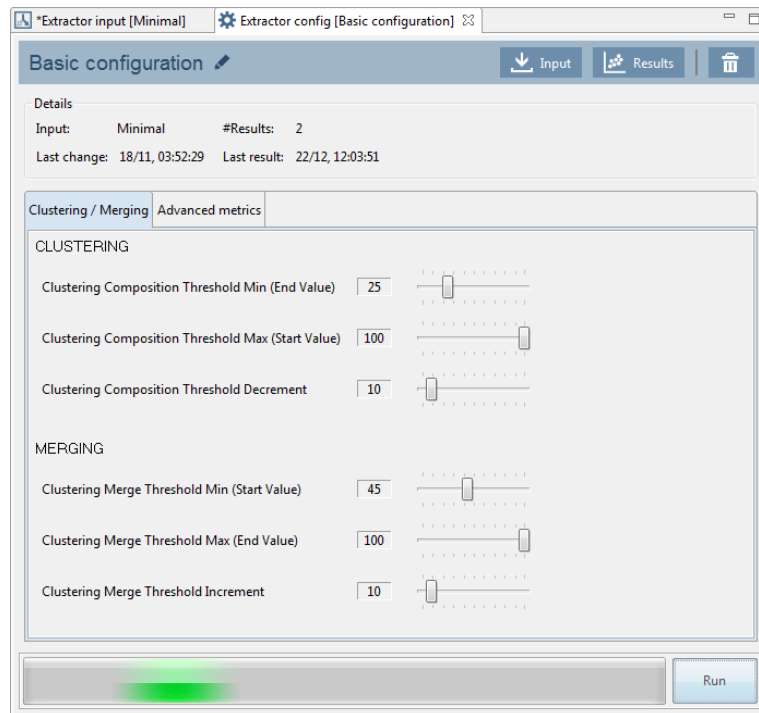 *Extractor input [Minimal] Extractor config [Basic configuration]
Basic configuration Input Results
Details
Input: Minimal #Results: 2
Last change: 18/11, 03:52:29 Last result: 22/12, 12:03:51
Clustering / Merging Advanced metrics
CLUSTERING
Clustering Composition Threshold Min (End Value) 25
Clustering Composition Threshold Max (Start Value) 100
Clustering Composition Threshold Decrement 10
MERGING
Clustering Merge Threshold Min (Start Value) 45
Clustering Merge Threshold Max (End Value) 100
Clustering Merge Threshold Increment 10
Run